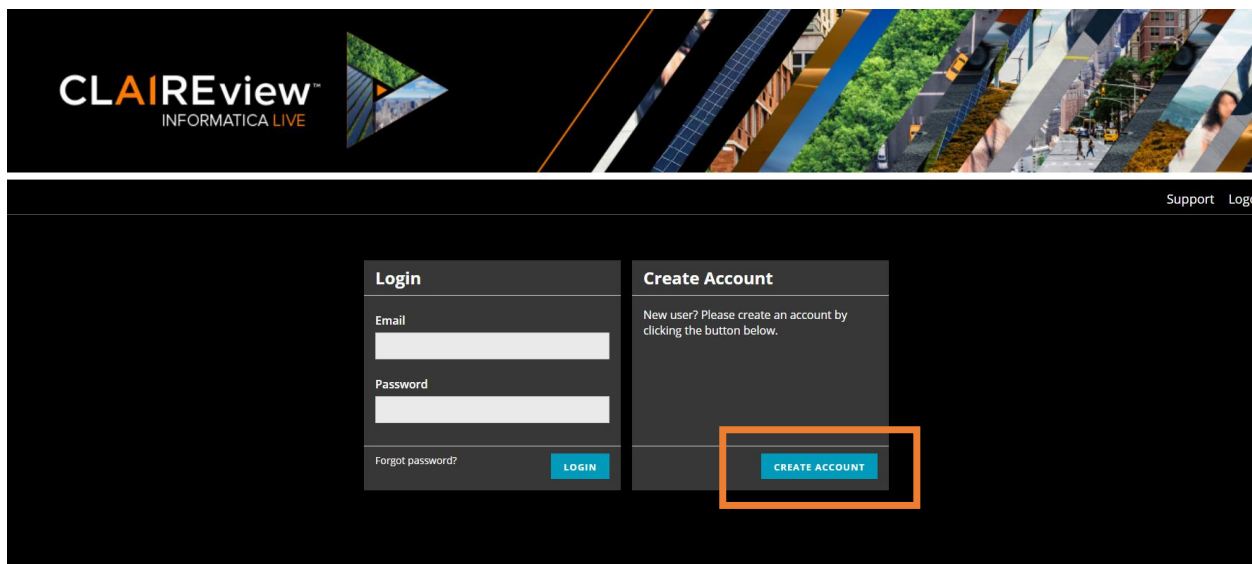 CLAIREview™
INFORMATICA LIVE
Support Logo
Login
Email
Password
Forgot password?
LOGIN
Create Account
New user? Please create an account by
clicking the button below.
CREATE ACCOUNT